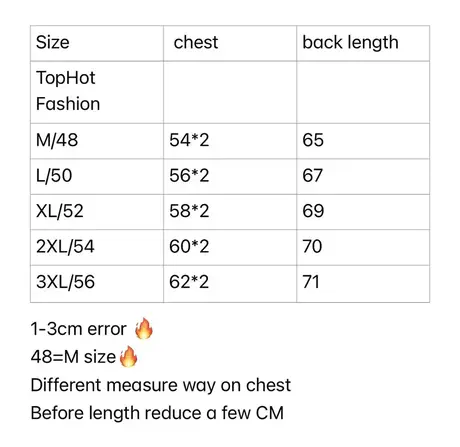 Size chest back length
TopHot
Fashion
M/48 54*2 65
L/50 56*2 67
XL/52 58*2 69
2XL/54 60*2 70
3XL/56 62*2 71
1-3cm error 🔥
48=M size🔥
Different measure way on chest
Before length reduce a few CM